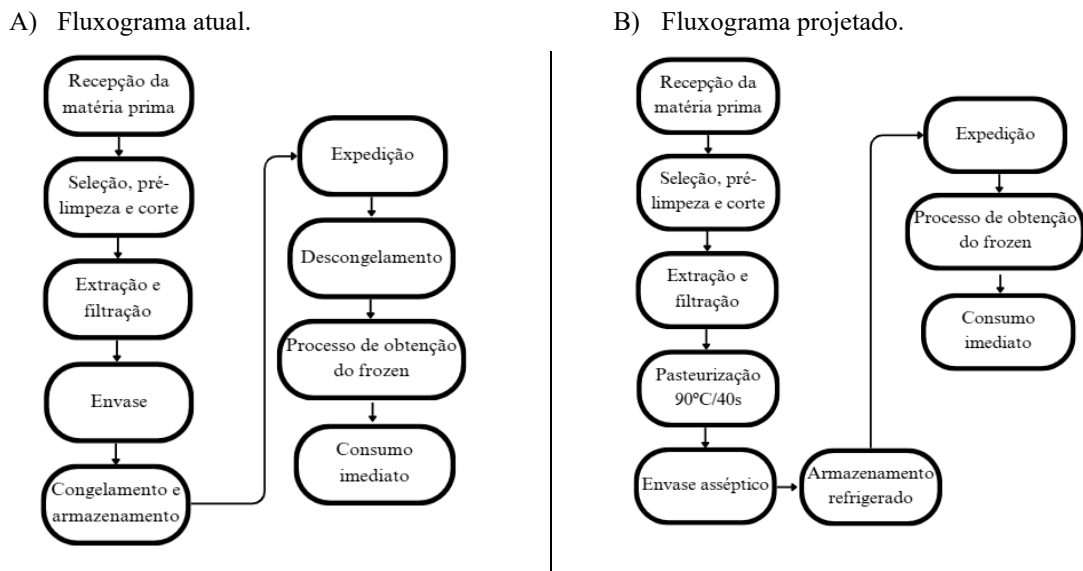 A) Fluxograma atual.
Recepção da
matéria prima
Seleção, pré-
limpeza e corte
Extração e
filtração
Envase
Congelamento e
armazenamento
Expedição
Descongelamento
Processo de obtenção
do frozen
Consumo
imediato
B) Fluxograma projetado.
Recepção da
matéria prima
Seleção, pré-
limpeza e corte
Extração e
filtração
Pasteurização
90°C/40s
Envase asséptico
Armazenamento
refrigerado
Expedição
Processo de obtenção
do frozen
Consumo
imediato